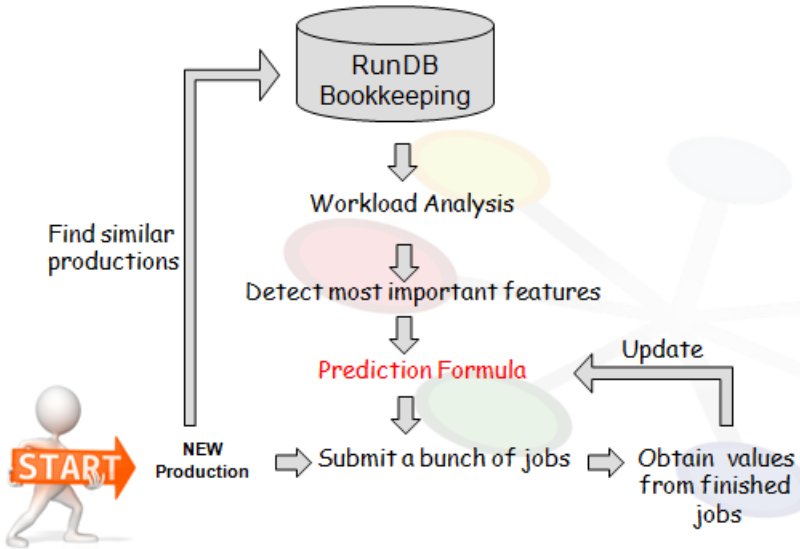 RunDB
Bookkeeping
Workload Analysis
Find similar
productions
Detect most important features
Prediction Formula
Update
START
NEW
Production
Submit a bunch of jobs
Obtain values
from finished
jobs